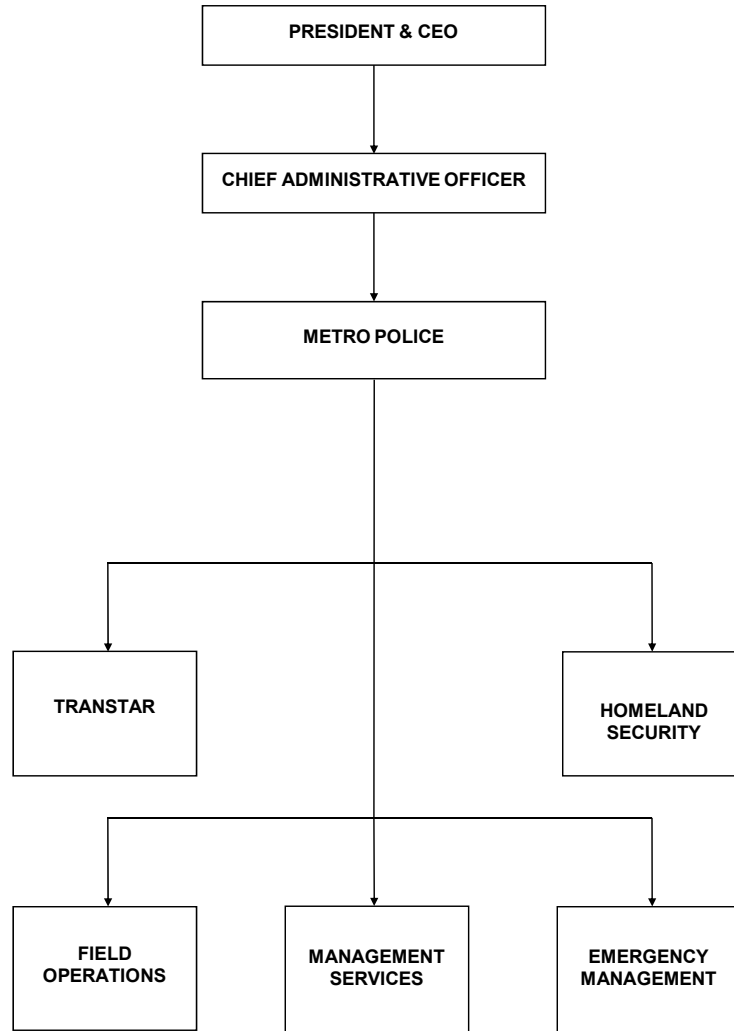 PRESIDENT & CEO
CHIEF ADMINISTRATIVE OFFICER
METRO POLICE
TRANSTAR
HOMELAND
SECURITY
FIELD
OPERATIONS
MANAGEMENT
SERVICES
EMERGENCY
MANAGEMENT